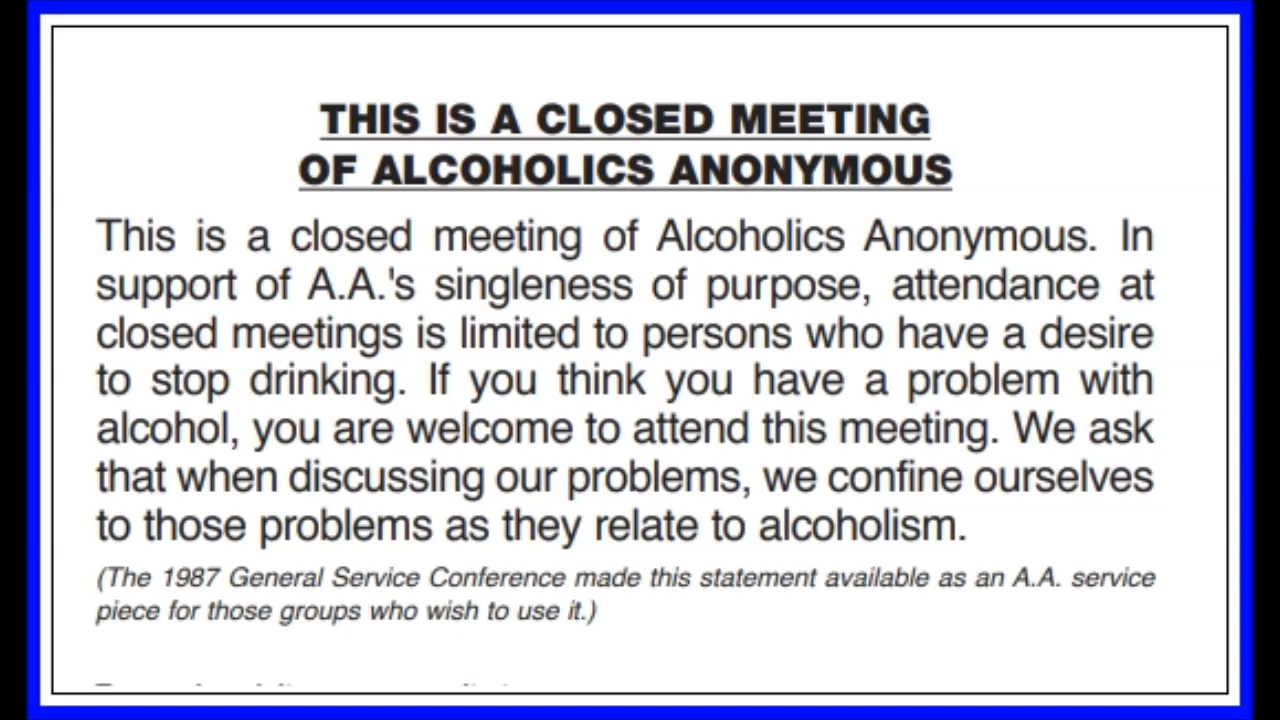 THIS IS A CLOSED MEETING
OF ALCOHOLICS ANONYMOUS
This is a closed meeting of Alcoholics Anonymous. In
support of A.A.'s singleness of purpose, attendance at
closed meetings is limited to persons who have a desire
to stop drinking. If you think you have a problem with
alcohol, you are welcome to attend this meeting. We ask
that when discussing our problems, we confine ourselves
to those problems as they relate to alcoholism.
(The 1987 General Service Conference made this statement available as an A.A. service
piece for those groups who wish to use it.)